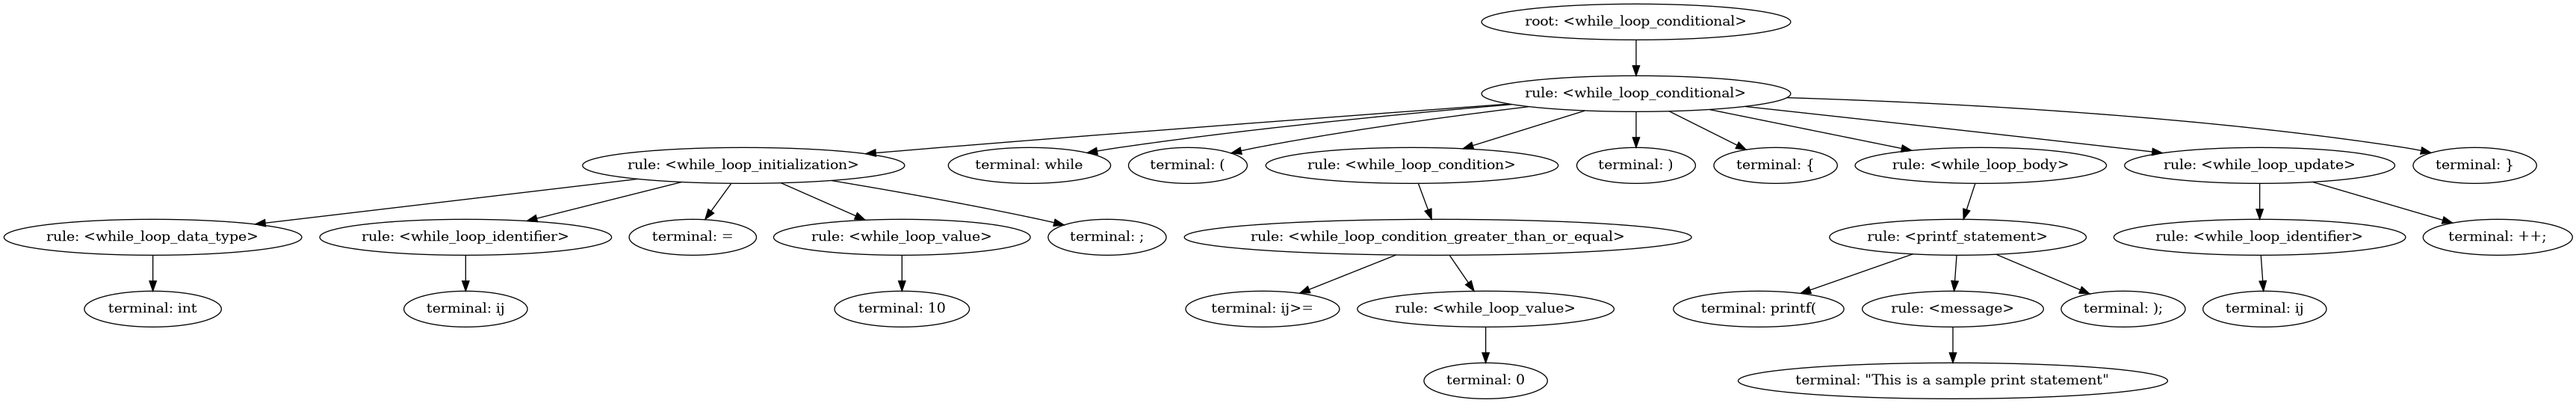 root: <while_loop_conditional>
rule: <while_loop_conditional>
rule: <while_loop_initialization>
terminal: while
terminal: (
rule: <while_loop_condition>
terminal: )
terminal: {
rule: <while_loop_body>
rule: <while_loop_update>
terminal: }
rule: <while_loop_data_type>
rule: <while_loop_identifier>
terminal: =
rule: <while_loop_value>
terminal: ;
rule: <while_loop_condition_greater_than_or_equal>
rule: <printf_statement>
rule: <while_loop_identifier>
terminal: ++;
terminal: int
terminal: ij
terminal: 10
terminal: ij>=
rule: <while_loop_value>
terminal: printf(
rule: <message>
terminal: );
terminal: ij
terminal: 0
terminal: "This is a sample print statement"